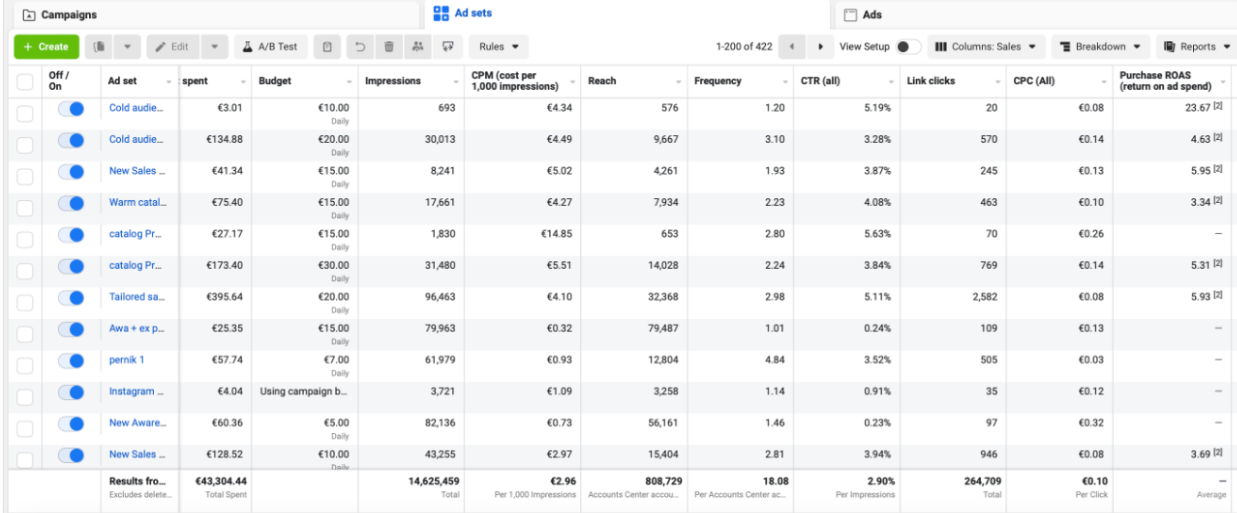 Campaigns
Ad sets
Ads
+ Create
Edit
A/B Test
Rules
1-200 of 422
View Setup
Columns: Sales
Breakdown
Reports
Off / On Ad set : spent Budget Impressions CPM (cost per 1,000 impressions) Reach Frequency CTR (all) Link clicks CPC (All) Purchase ROAS (return on ad spend)
Cold audie... €3.01 €10.00 693 €4.34 576 1.20 5.19% 20 €0.08 23.67 [2]
Daily
Cold audie... €134.88 €20.00 30,013 €4.49 9,667 3.10 3.28% 570 €0.14 4.63 [2]
Daily
New Sales ... €41.34 €15.00 8,241 €5.02 4,261 1.93 3.87% 245 €0.13 5.95 [2]
Daily
Warm catal... €75.40 €15.00 17,661 €4.27 7,934 2.23 4.08% 463 €0.10 3.34 [2]
Daily
catalog Pr... €27.17 €15.00 1,830 €14.85 653 2.80 5.63% 70 €0.26 —
Daily
catalog Pr... €173.40 €30.00 31,480 €5.51 14,028 2.24 3.84% 769 €0.14 5.31 [2]
Daily
Tailored sa... €395.64 €20.00 96,463 €4.10 32,368 2.98 5.11% 2,582 €0.08 5.93 [2]
Daily
Awa + ex p... €25.35 €15.00 79,963 €0.32 79,487 1.01 0.24% 109 €0.13 —
Daily
pernik 1 €57.74 €7.00 61,979 €0.93 12,804 4.84 3.52% 505 €0.03 —
Daily
Instagram ... €4.04 Using campaign b... 3,721 €1.09 3,258 1.14 0.91% 35 €0.12 —
New Aware... €60.36 €5.00 82,136 €0.73 56,161 1.46 0.23% 97 €0.32 —
Daily
New Sales ... €128.52 €10.00 43,255 €2.97 15,404 2.81 3.94% 946 €0.08 3.69 [2]
Daily
Results fro... €43,304.44 14,625,459 €2.96 808,729 18.08 2.90% 264,709 €0.10 —
Excludes delete... Total Spent Total Per 1,000 Impressions Accounts Center accou... Per Accounts Center ac... Per Impressions Total Per Click Average